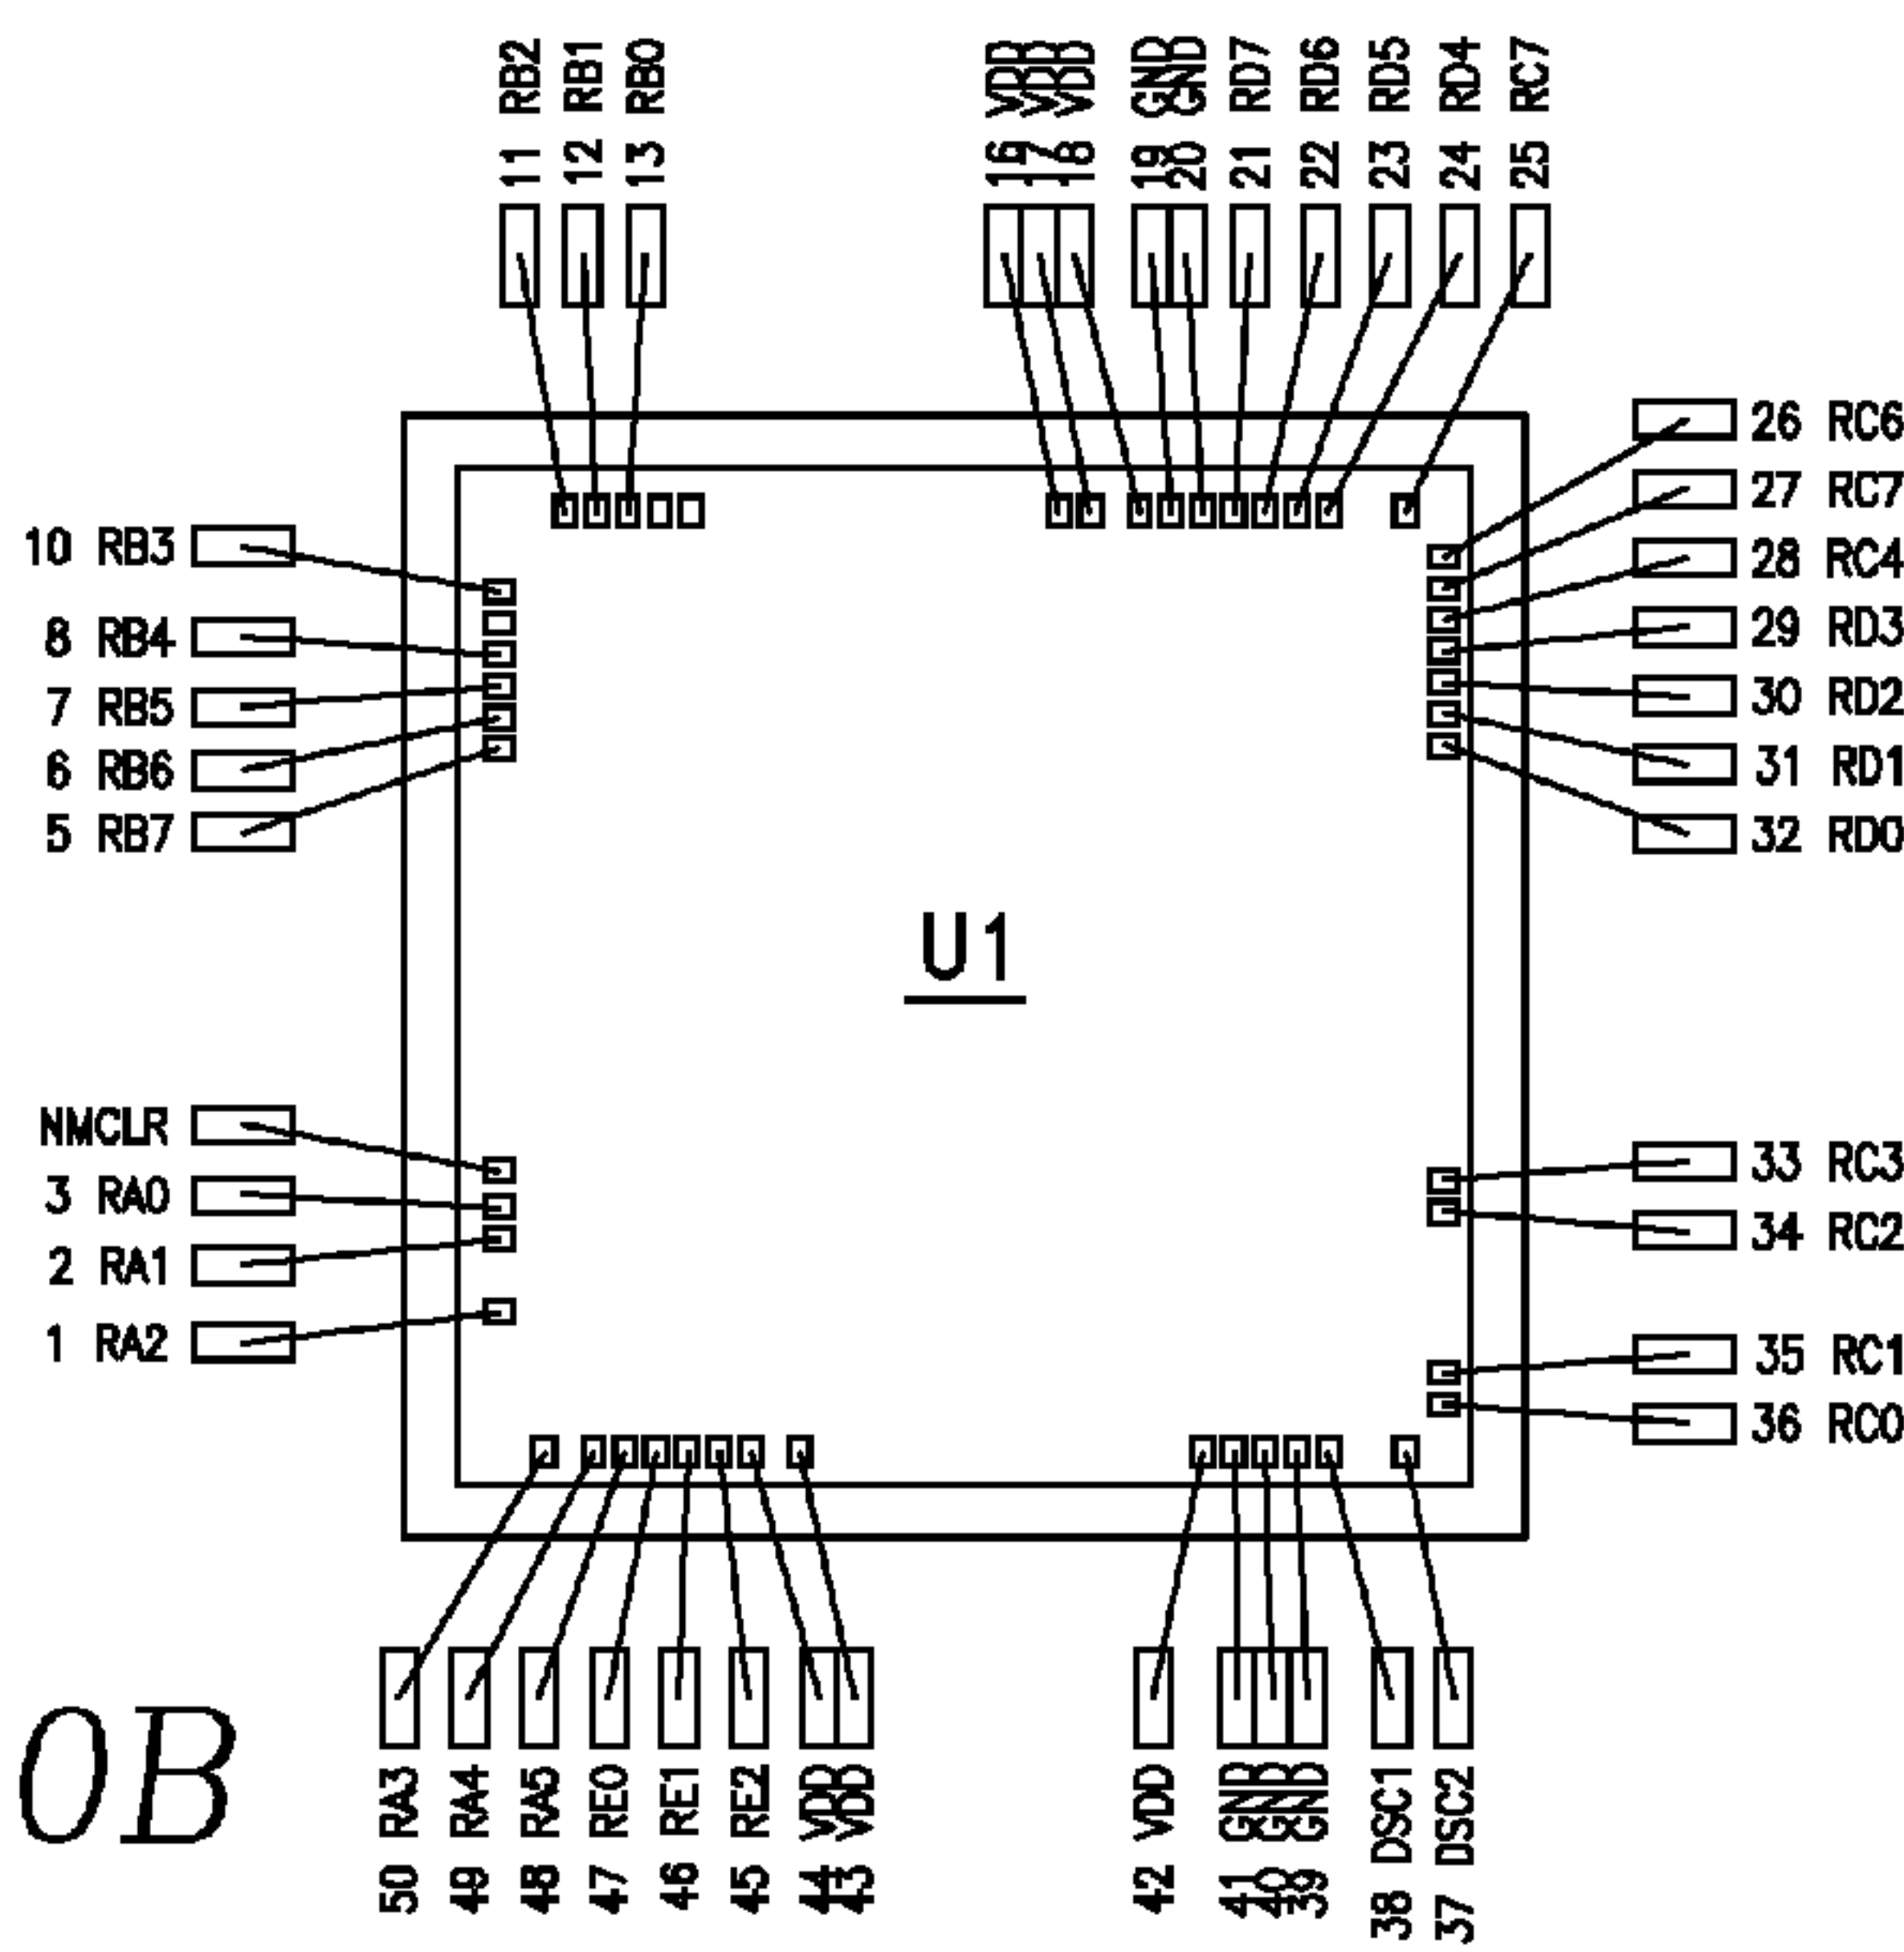 11 RB2
12 RB1
13 RB0
16 VDD
17 VDD
18 VDD
19 GND
20 GND
21 RD7
22 RD6
23 RD5
24 RD4
25 RC7
10 RB3
8 RB4
7 RB5
6 RB6
5 RB7
NMCLR
3 RA0
2 RA1
1 RA2
U1
26 RC6
27 RC7
28 RC4
29 RD3
30 RD2
31 RD1
32 RD0
33 RC3
34 RC2
35 RC1
36 RC0
50 RA3
49 RA4
48 RA5
47 RE0
46 RE1
45 RE2
44 VDD
43 VDD
42 VDD
41 GND
40 GND
39 GND
38 DSC1
37 DSC2
OB